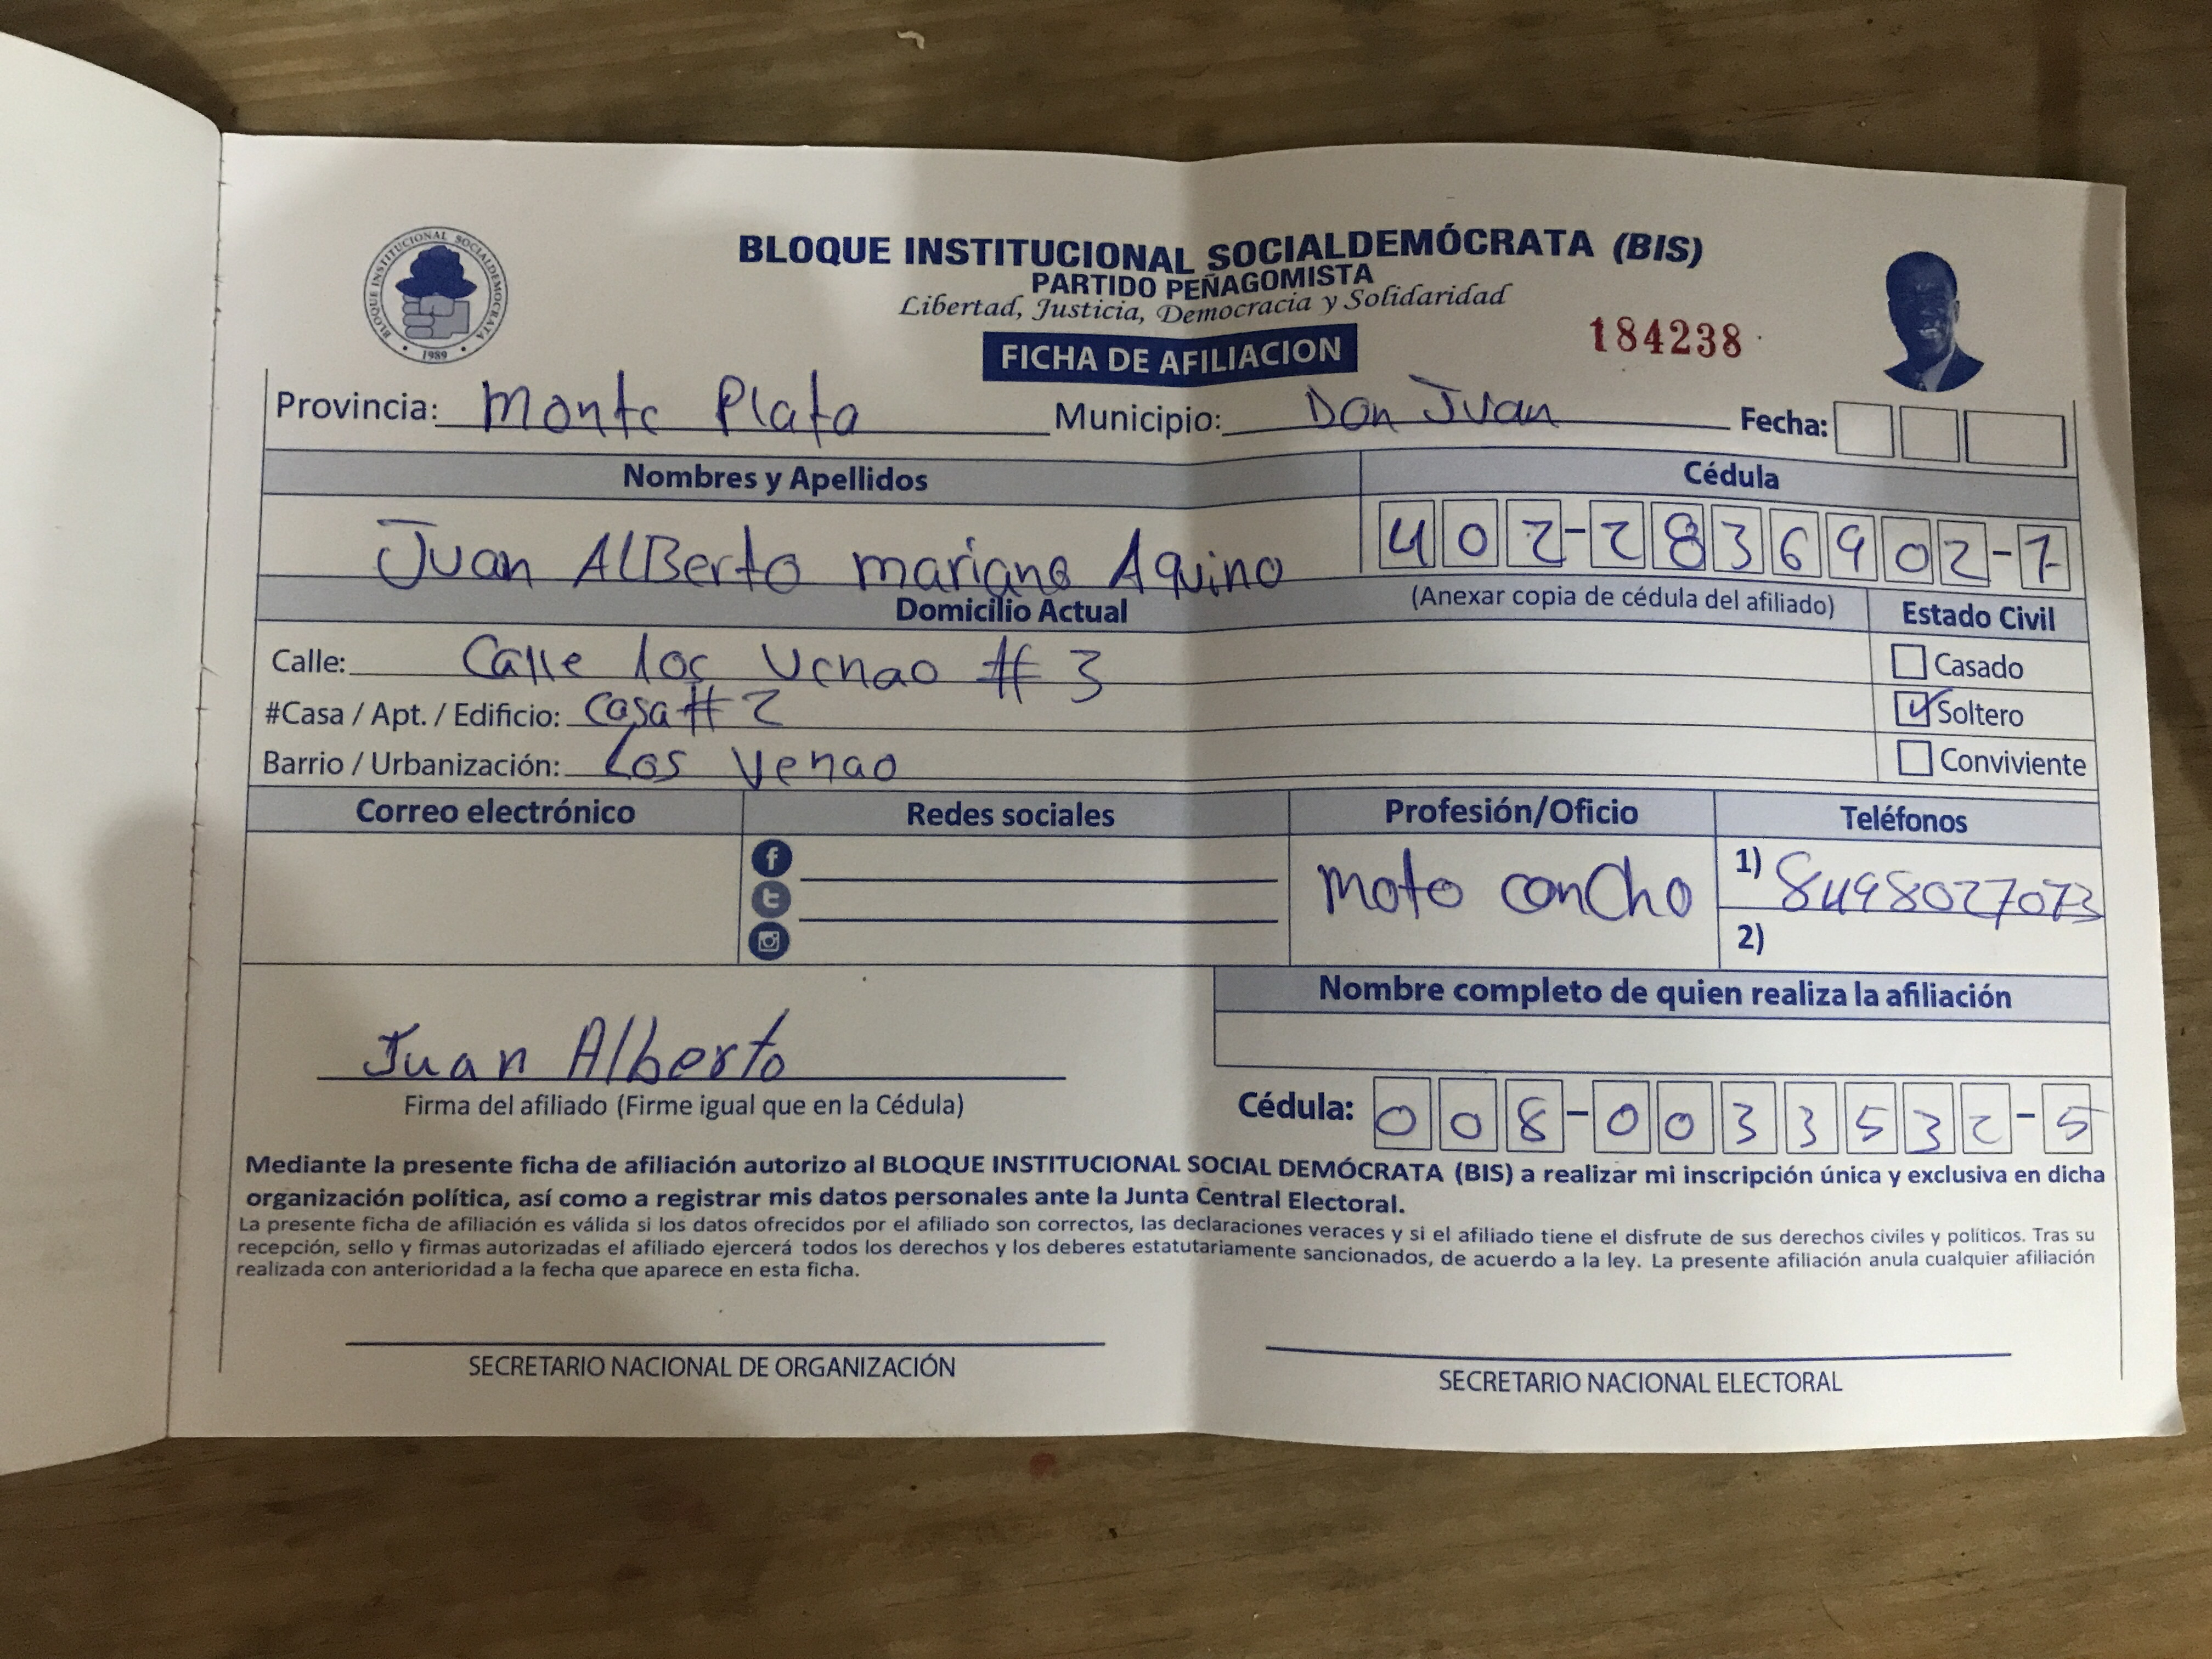 BLOQUE INSTITUCIONAL SOCIALDEMOCRATA
1989
BLOQUE INSTITUCIONAL SOCIALDEMÓCRATA (BIS)
PARTIDO PEÑAGOMISTA
Libertad, Justicia, Democracia y Solidaridad
FICHA DE AFILIACION
184238
Provincia: Monte Plata Municipio: Don Juan Fecha:
Nombres y Apellidos Cédula
Juan ALBerto mariano Aquino 402-2836902-7
Domicilio Actual (Anexar copia de cédula del afiliado) Estado Civil
Calle: Calle los Venao # 3 Casado
#Casa / Apt. / Edificio: casa # 2 Soltero
Barrio / Urbanización: Los Venao Conviviente
Correo electrónico Redes sociales Profesión/Oficio Teléfonos
moto conCho 1) 8498027073
2)
Nombre completo de quien realiza la afiliación
Juan Alberto
Firma del afiliado (Firme igual que en la Cédula) Cédula: 008-0033532-5
Mediante la presente ficha de afiliación autorizo al BLOQUE INSTITUCIONAL SOCIAL DEMÓCRATA (BIS) a realizar mi inscripción única y exclusiva en dicha
organización política, así como a registrar mis datos personales ante la Junta Central Electoral.
La presente ficha de afiliación es válida si los datos ofrecidos por el afiliado son correctos, las declaraciones veraces y si el afiliado tiene el disfrute de sus derechos civiles y políticos. Tras su
recepción, sello y firmas autorizadas el afiliado ejercerá todos los derechos y los deberes estatutariamente sancionados, de acuerdo a la ley. La presente afiliación anula cualquier afiliación
realizada con anterioridad a la fecha que aparece en esta ficha.
SECRETARIO NACIONAL DE ORGANIZACIÓN SECRETARIO NACIONAL ELECTORAL